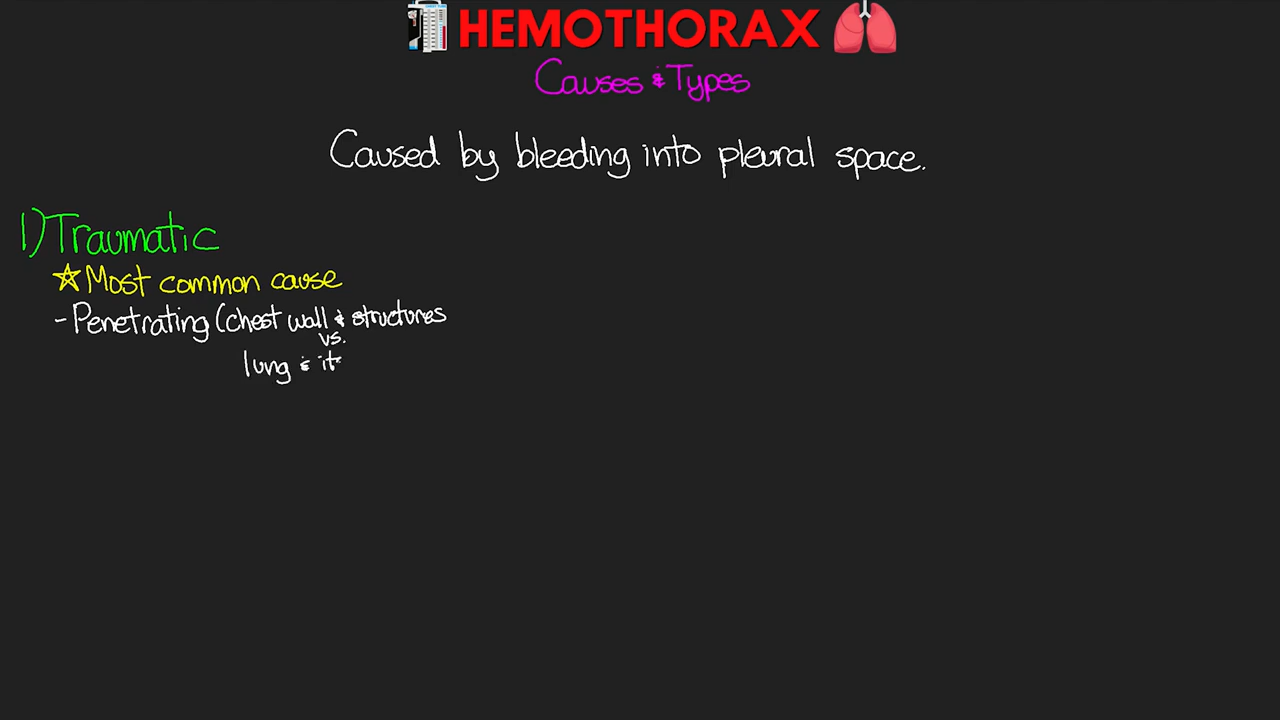 HEMOTHORAX
Causes & Types
Caused by bleeding into pleural space.
1) Traumatic
☆ Most common cause
- Penetrating (chest wall & structures
vs.
lung & it